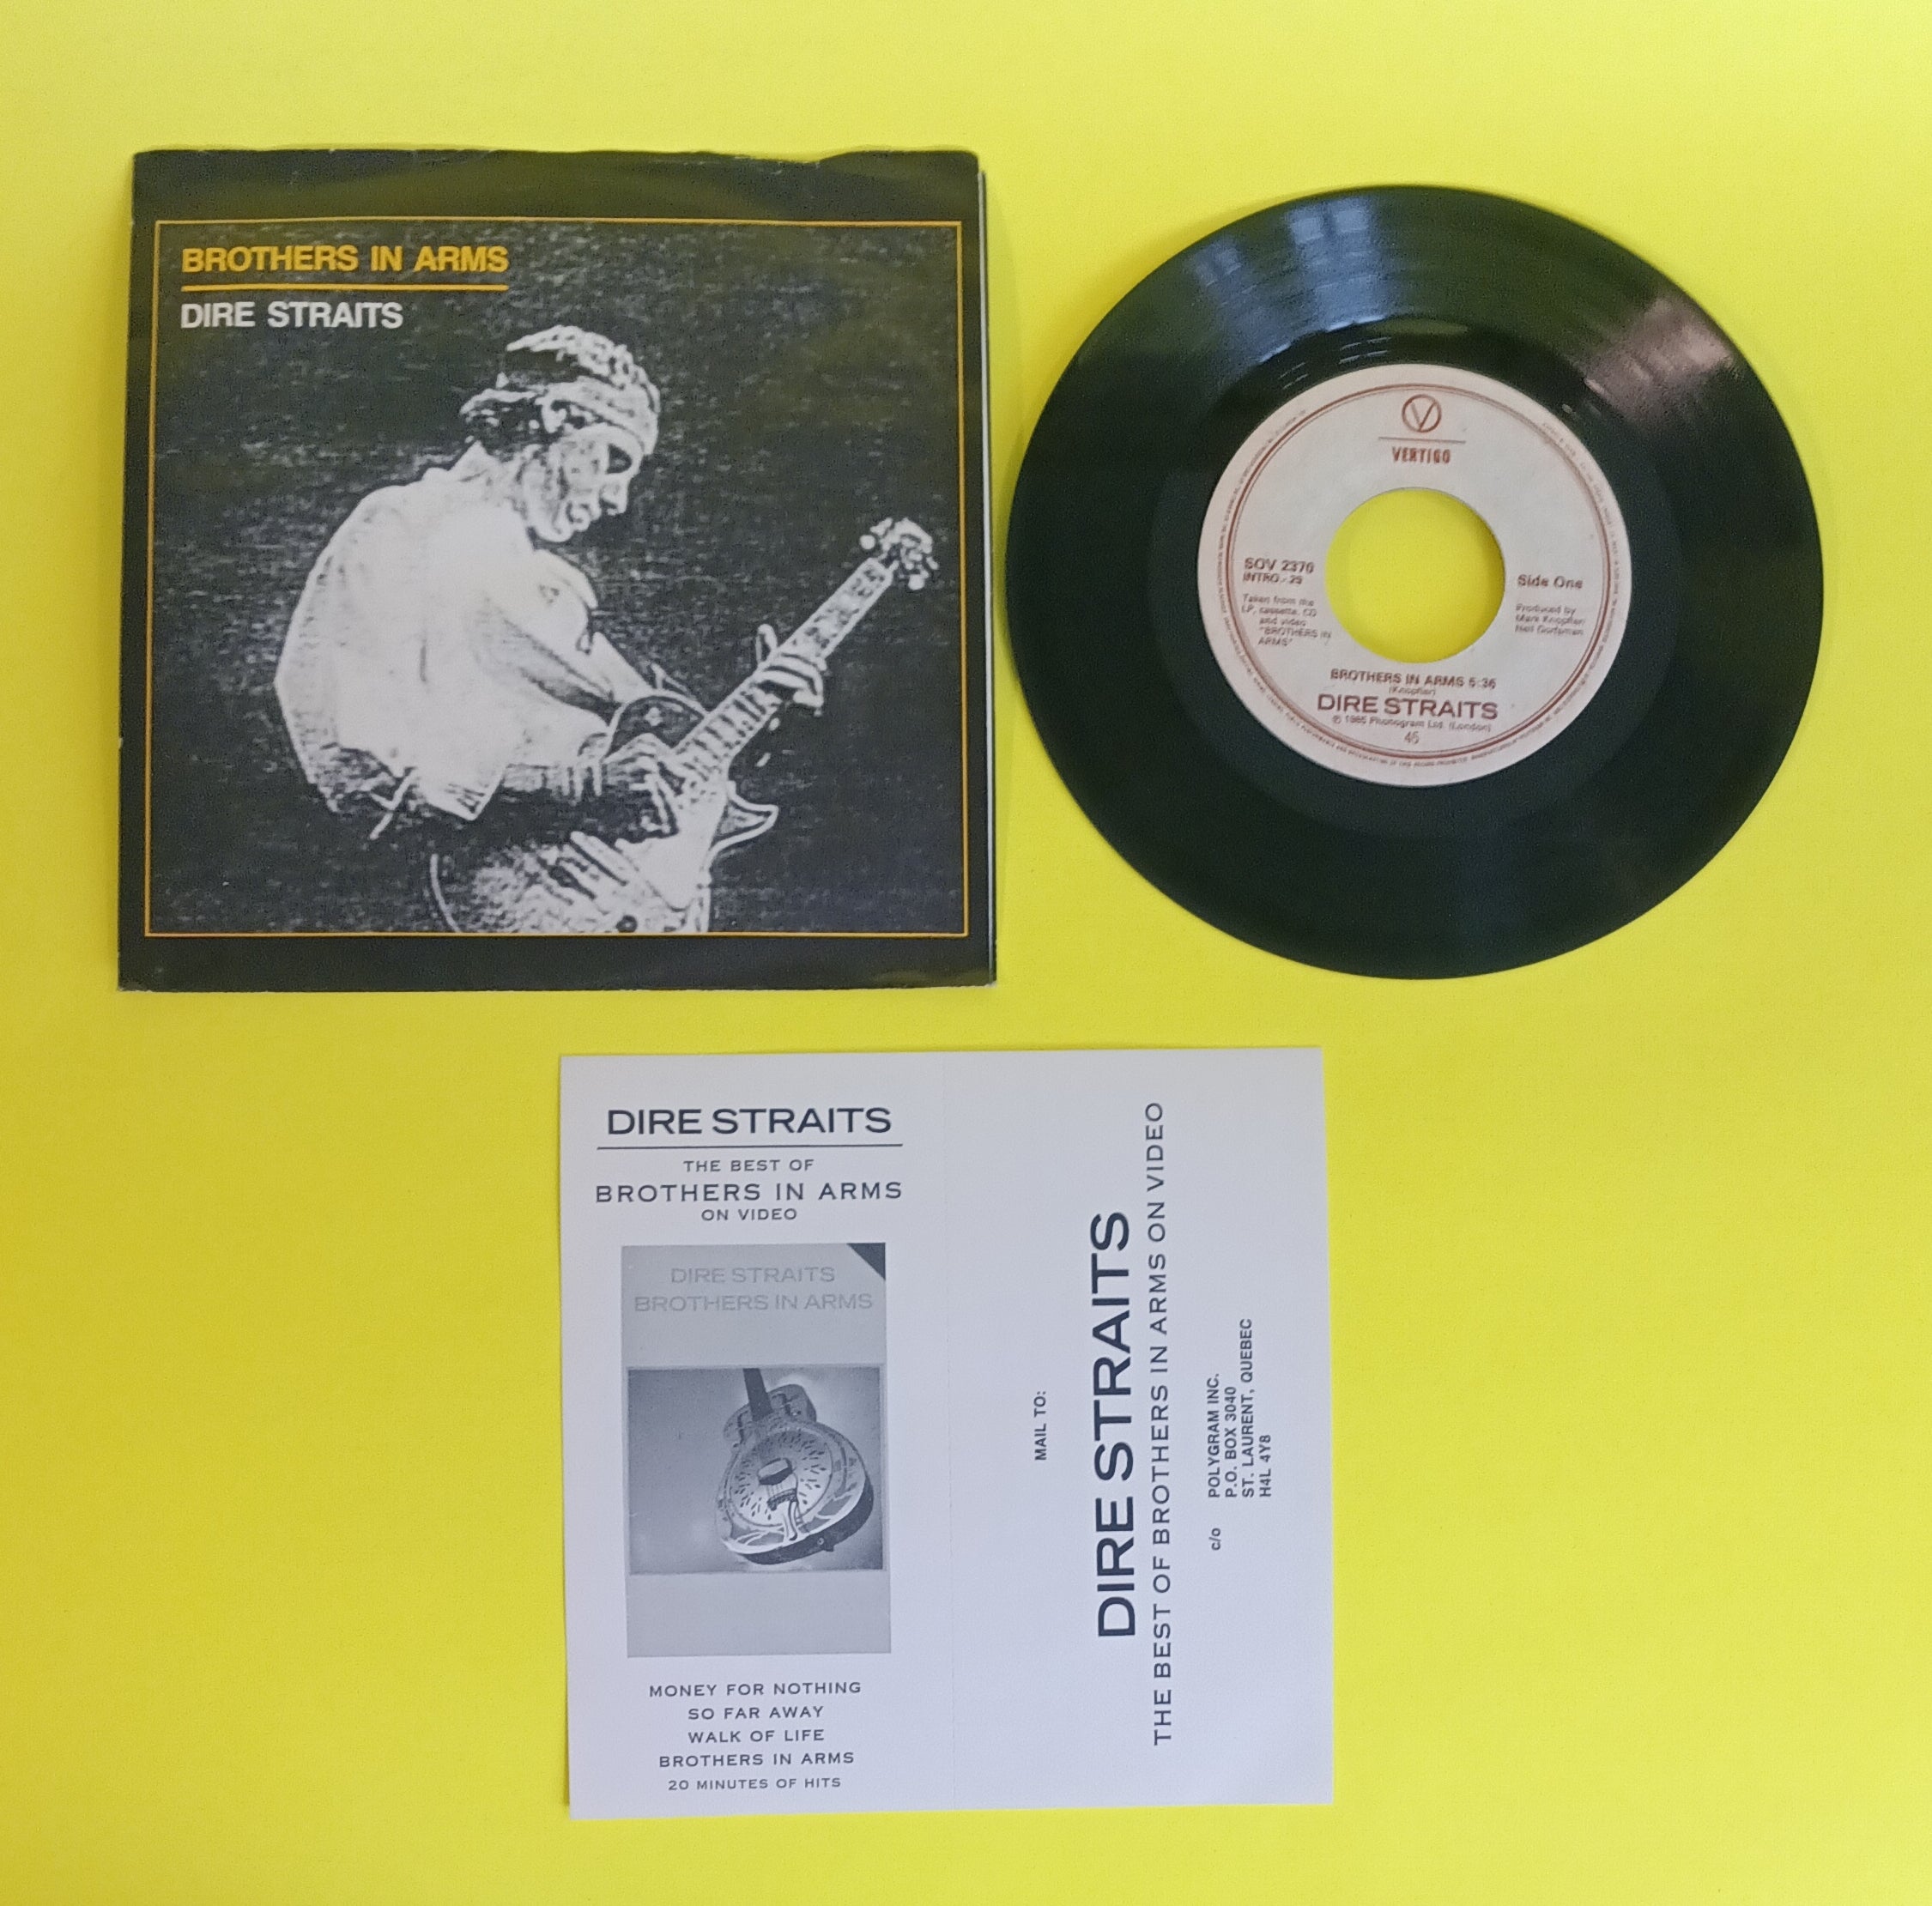 BROTHERS IN ARMS
DIRE STRAITS
VERTIGO
SOV 2370
INTRO.- 29
Taken from the
LP, cassette, CD
and video
"BROTHERS IN
ARMS"
Side One
Produced by
Mark Knopfler
Neil Dorfsman
BROTHERS IN ARMS 6:36
(Knopfler)
DIRE STRAITS
℗ 1985 Phonogram Ltd. (London)
45
DIRE STRAITS
THE BEST OF
BROTHERS IN ARMS
ON VIDEO
DIRE STRAITS
BROTHERS IN ARMS
MONEY FOR NOTHING
SO FAR AWAY
WALK OF LIFE
BROTHERS IN ARMS
20 MINUTES OF HITS
MAIL TO:
DIRE STRAITS
THE BEST OF BROTHERS IN ARMS ON VIDEO
c/o POLYGRAM INC.
P.O. BOX 3040
ST. LAURENT, QUEBEC
H4L 4Y8